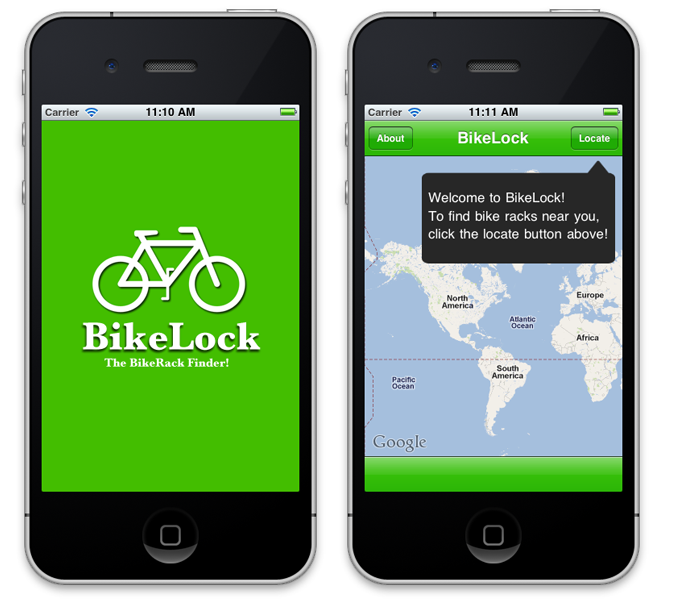 Carrier 11:10 AM
BikeLock
The BikeRack Finder!
Carrier 11:11 AM
About BikeLock Locate
Welcome to BikeLock!
To find bike racks near you,
click the locate button above!
North
America
Europe
Atlantic
Ocean
Africa
South
America
Pacific
Ocean
Google